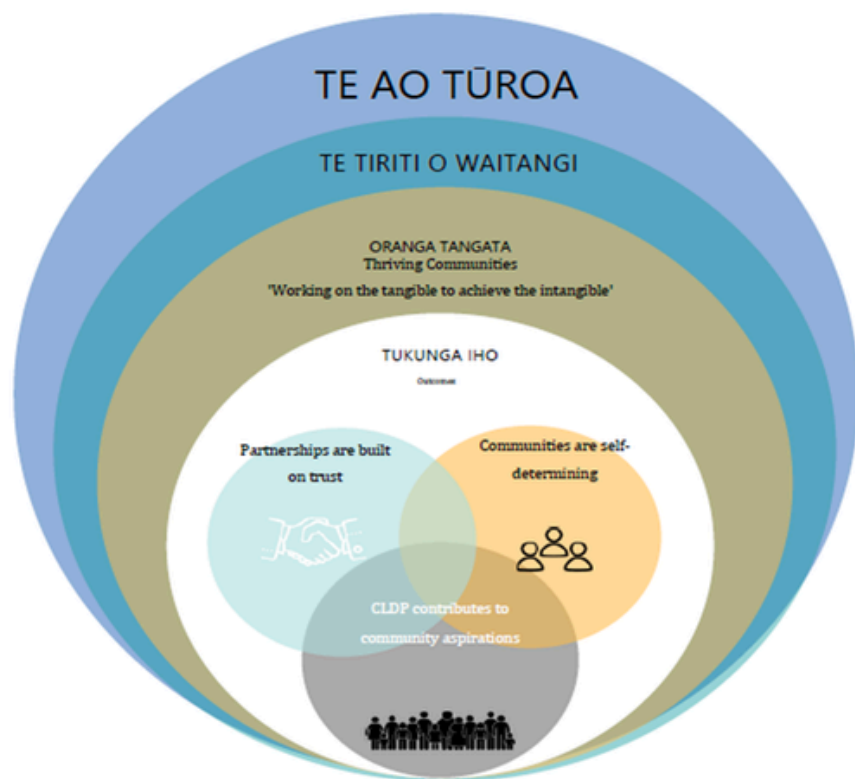 TE AO TŪROA
TE TIRITI O WAITANGI
ORANGA TANGATA
Thriving Communities
'Working on the tangible to achieve the intangible'
TUKUNGA IHO
Outcomes
Partnerships are built
on trust
Communities are self-
determining
CLDP contributes to
community aspirations